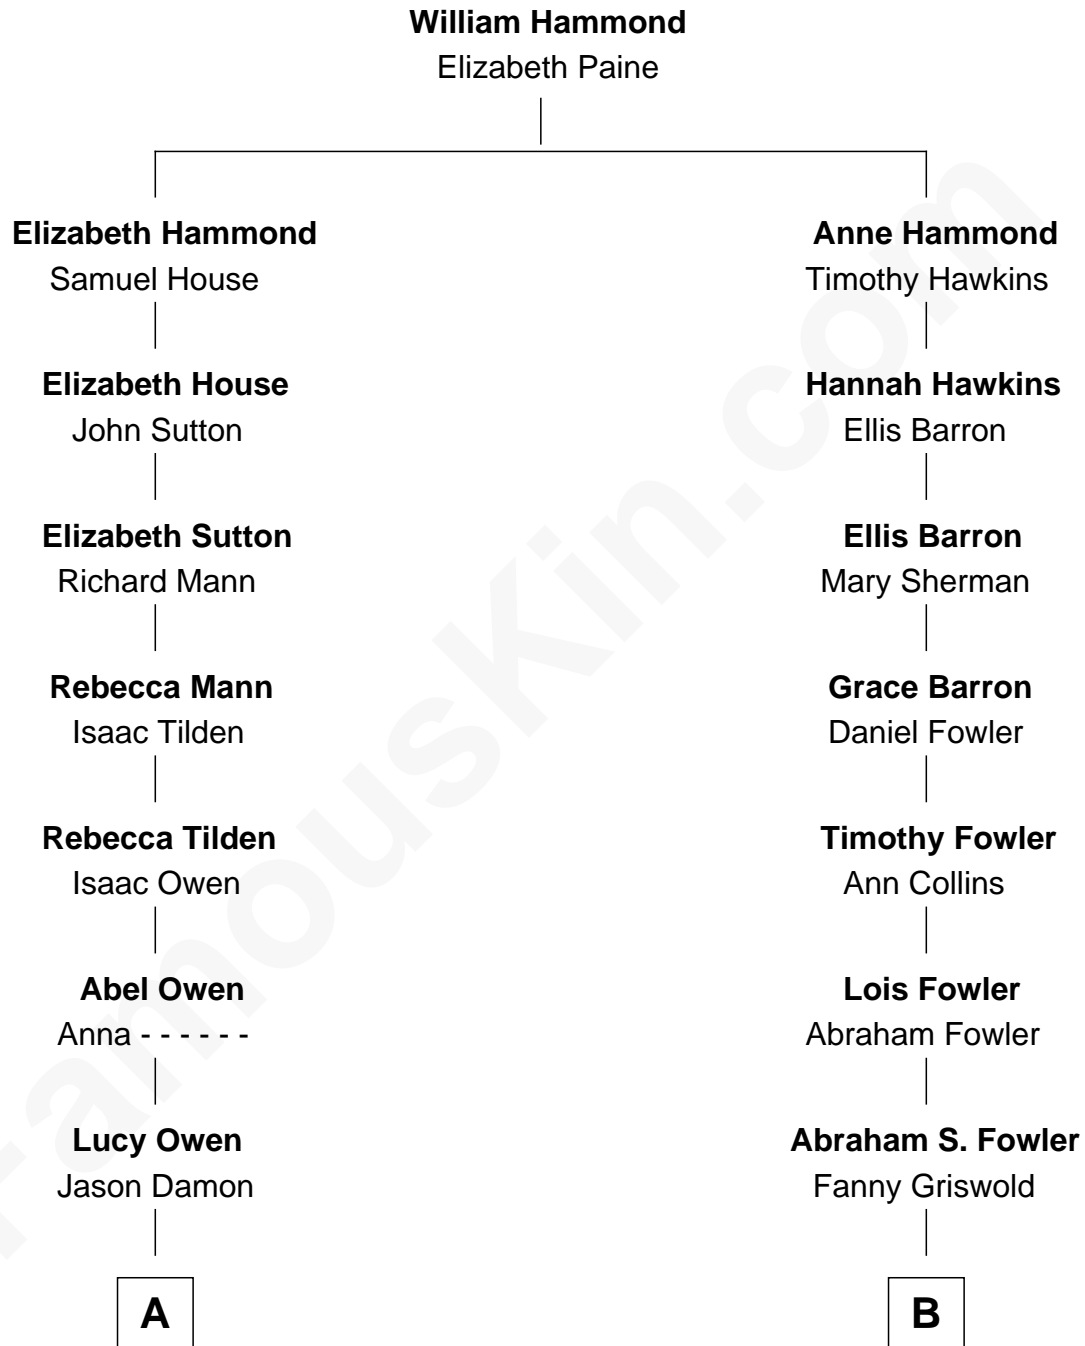 William Hammond
Elizabeth Paine
Elizabeth Hammond
Samuel House
Anne Hammond
Timothy Hawkins
Elizabeth House
John Sutton
Hannah Hawkins
Ellis Barron
Elizabeth Sutton
Richard Mann
Ellis Barron
Mary Sherman
Rebecca Mann
Isaac Tilden
Grace Barron
Daniel Fowler
Rebecca Tilden
Isaac Owen
Timothy Fowler
Ann Collins
Abel Owen
Anna - - - - - -
Lois Fowler
Abraham Fowler
Lucy Owen
Jason Damon
Abraham S. Fowler
Fanny Griswold
A
B
FamousKin.com